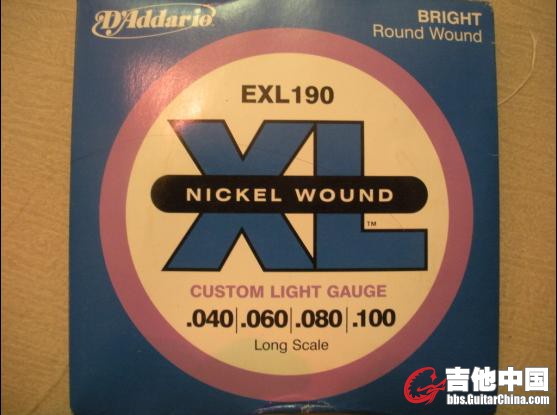 D'Addario
BRIGHT
Round Wound
EXL190
XL
NICKEL WOUND
TM
CUSTOM LIGHT GAUGE
.040|.060|.080|.100
Long Scale
吉他中国
bbs.GuitarChina.com